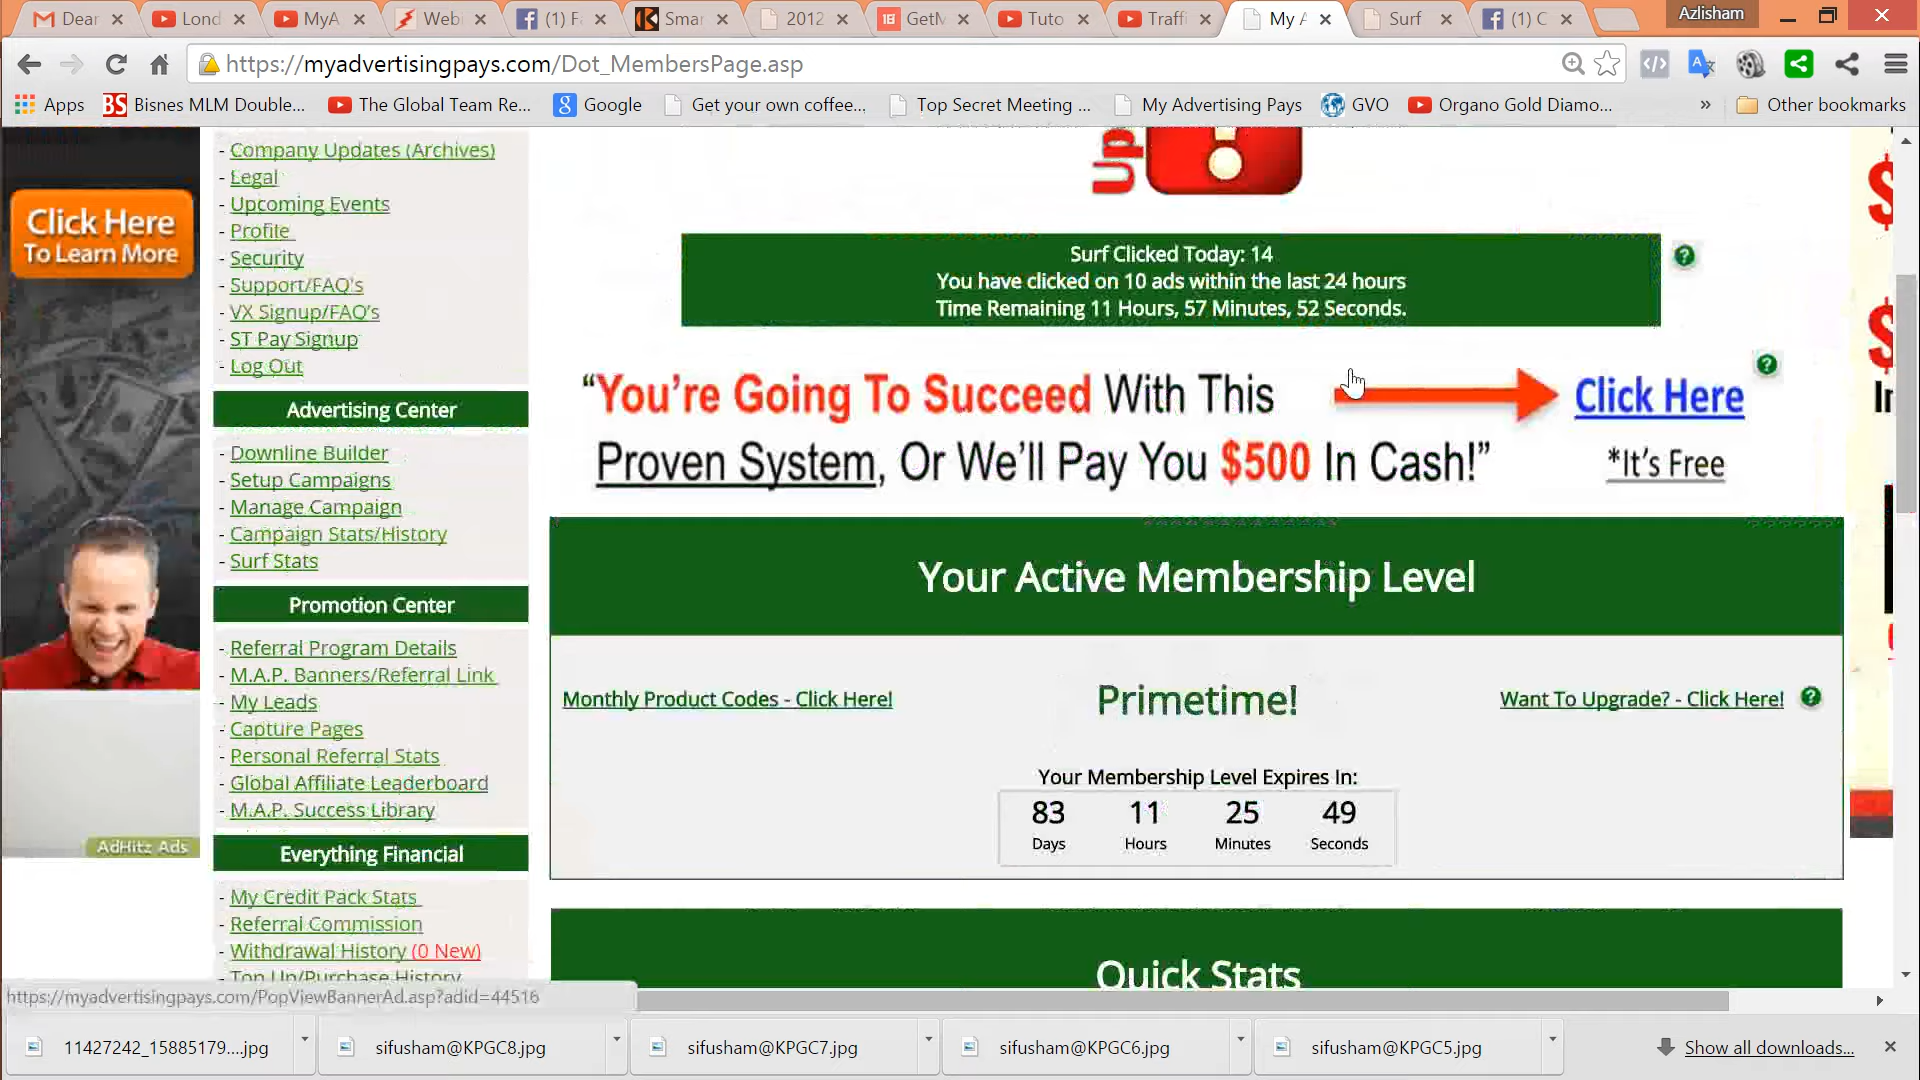 Dear
Lond
MyA
Webi
(1) Fa
Smar
2012
GetM
Tuto
Traffi
My A
Surf
(1) C
Azlisham
https://myadvertisingpays.com/Dot_MembersPage.asp
Apps
BS Bisnes MLM Double...
The Global Team Re...
Google
Get your own coffee...
Top Secret Meeting ...
My Advertising Pays
GVO
Organo Gold Diamo...
»
Other bookmarks
Click Here
To Learn More
AdHitz Ads
- Company Updates (Archives)
- Legal
- Upcoming Events
- Profile
- Security
- Support/FAQ's
- VX Signup/FAQ's
- ST Pay Signup
- Log Out
Advertising Center
- Downline Builder
- Setup Campaigns
- Manage Campaign
- Campaign Stats/History
- Surf Stats
Promotion Center
- Referral Program Details
- M.A.P. Banners/Referral Link
- My Leads
- Capture Pages
- Personal Referral Stats
- Global Affiliate Leaderboard
- M.A.P. Success Library
Everything Financial
- My Credit Pack Stats
- Referral Commission
- Withdrawal History (0 New)
- Top Up/Purchase History
Up
!
Surf Clicked Today: 14
You have clicked on 10 ads within the last 24 hours
Time Remaining 11 Hours, 57 Minutes, 52 Seconds.
“You’re Going To Succeed With This
Proven System, Or We’ll Pay You $500 In Cash!”
Click Here
*It’s Free
Your Active Membership Level
Monthly Product Codes - Click Here!
Primetime!
Want To Upgrade? - Click Here!
Your Membership Level Expires In:
83 11 25 49
Days Hours Minutes Seconds
Quick Stats
$
$
In
https://myadvertisingpays.com/PopViewBannerAd.asp?adid=44516
11427242_15885179....jpg
sifusham@KPGC8.jpg
sifusham@KPGC7.jpg
sifusham@KPGC6.jpg
sifusham@KPGC5.jpg
Show all downloads...